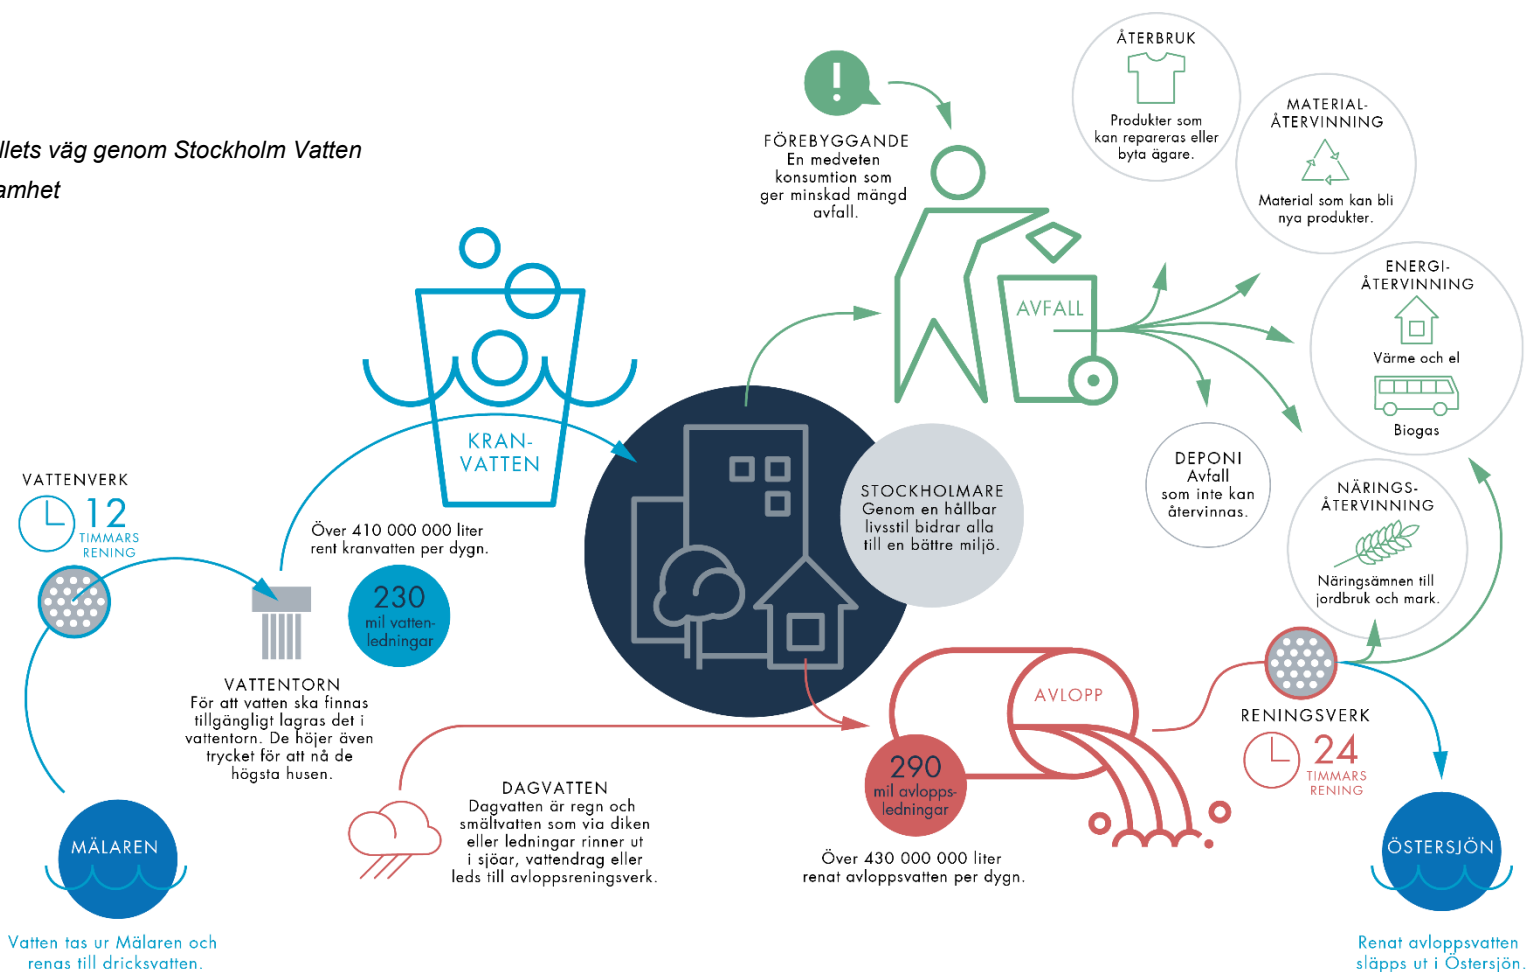 llets väg genom Stockholm Vatten
amhet
VATTENVERK
12
TIMMARS
RENING
MÄLAREN
Vatten tas ur Mälaren och
renas till dricksvatten.
VATTENTORN
För att vatten ska finnas
tillgängligt lagras det i
vattentorn. De höjer även
trycket för att nå de
högsta husen.
KRAN-
VATTEN
Över 410 000 000 liter
rent kranvatten per dygn.
230
mil vatten-
ledningar
STOCKHOLMARE
Genom en hållbar
livsstil bidrar alla
till en bättre miljö.
FÖREBYGGANDE
En medveten
konsumtion som
ger minskad mängd
avfall.
AVFALL
ÅTERBRUK
Produkter som
kan repareras eller
byta ägare.
MATERIAL-
ÅTERVINNING
Material som kan bli
nya produkter.
ENERGI-
ÅTERVINNING
Värme och el
Biogas
DEPONI
Avfall
som inte kan
återvinnas.
NÄRINGS-
ÅTERVINNING
Näringsämnen till
jordbruk och mark.
DAGVATTEN
Dagvatten är regn och
smältvatten som via diken
eller ledningar rinner ut
i sjöar, vattendrag eller
leds till avloppsreningsverk.
AVLOPP
290
mil avlopps-
ledningar
Över 430 000 000 liter
renat avloppsvatten per dygn.
RENINGSVERK
24
TIMMARS
RENING
ÖSTERSJÖN
Renat avloppsvatten
släpps ut i Östersjön.